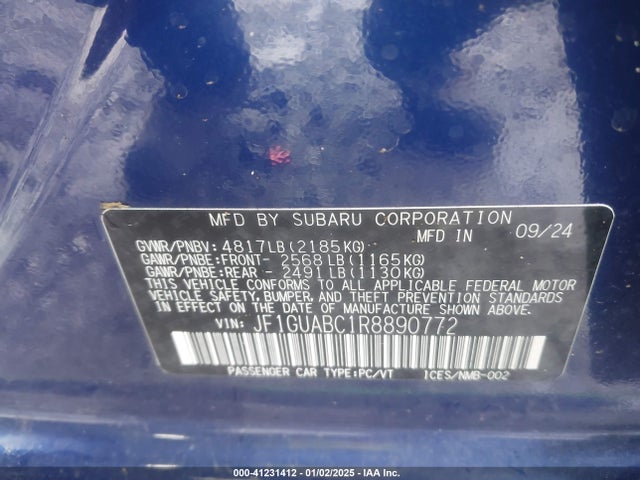 MFD BY SUBARU CORPORATION
MFD IN 09/24
GVWR/PNBV: 4817LB(2185KG)
GAWR/PNBE:FRONT- 2568LB(1165KG)
GAWR/PNBE:REAR - 2491LB(1130KG)
THIS VEHICLE CONFORMS TO ALL APPLICABLE FEDERAL MOTOR
VEHICLE SAFETY, BUMPER, AND THEFT PREVENTION STANDARDS
IN EFFECT ON THE DATE OF MANUFACTURE SHOWN ABOVE.
VIN: JF1GUABC1R8890772
PASSENGER CAR TYPE:PC/VT ICES/NMB-002
000-41231412 - 01/02/2025 - IAA Inc.